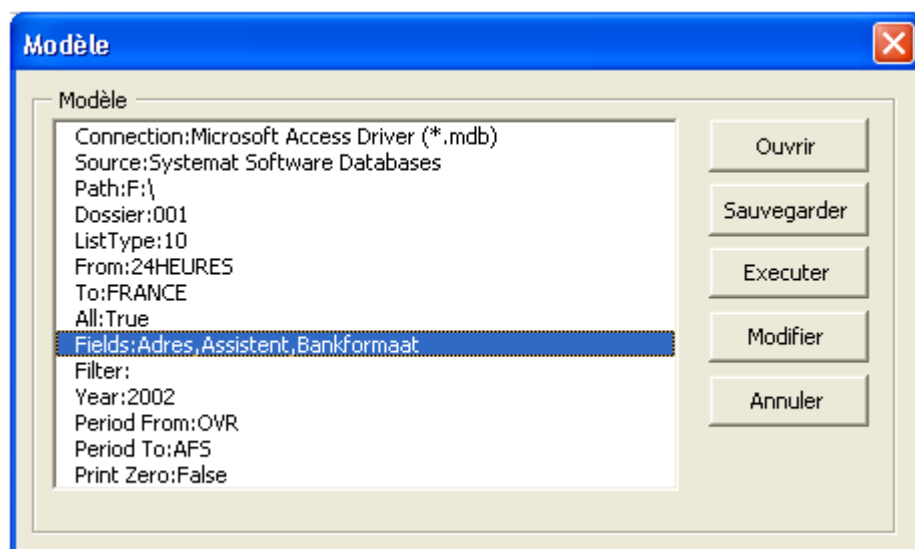 Modèle
Modèle
Connection:Microsoft Access Driver (*.mdb)
Source:Systemat Software Databases
Path:F:\
Dossier:001
ListType:10
From:24HEURES
To:FRANCE
All:True
Fields:Adres,Assistent,Bankformaat
Filter:
Year:2002
Period From:OVR
Period To:AFS
Print Zero:False
Ouvrir
Sauvegarder
Executer
Modifier
Annuler